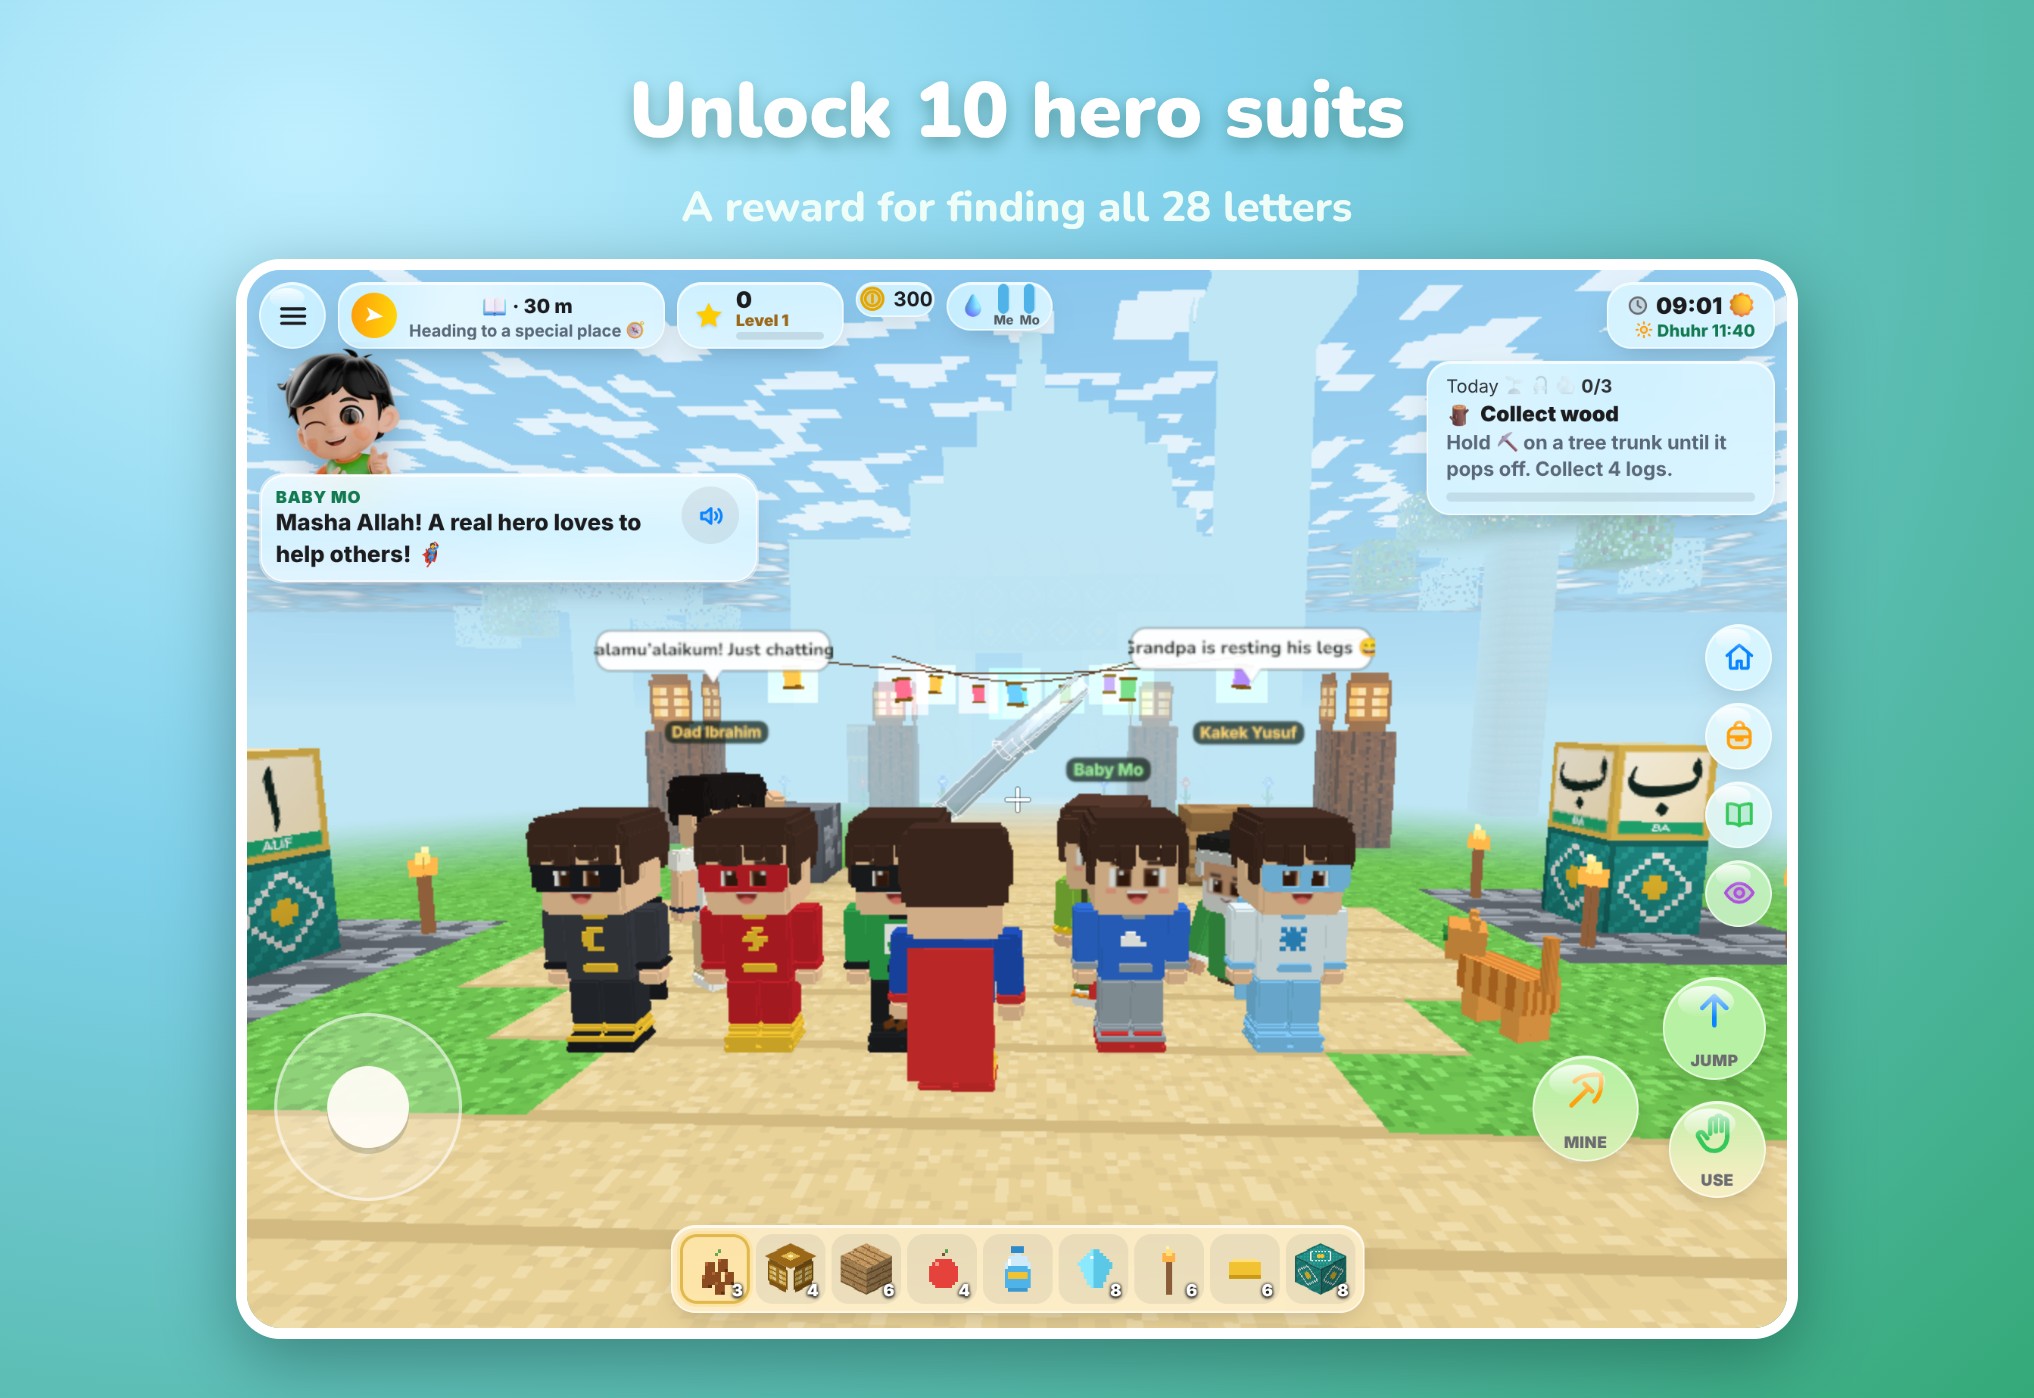 Unlock 10 hero suits
A reward for finding all 28 letters
📖 · 30 m
Heading to a special place 🧭
0
Level 1
300
Me Mo
09:01
Dhuhr 11:40
Today 0/3
Collect wood
Hold ⛏ on a tree trunk until it
pops off. Collect 4 logs.
BABY MO
Masha Allah! A real hero loves to
help others! 🦸
alamu'alaikum! Just chatting
Grandpa is resting his legs 😅
Dad Ibrahim
Kakek Yusuf
Baby Mo
ا
ALIF
ب
BA
ب
BA
JUMP
MINE
USE
3
4
6
4
8
6
6
8